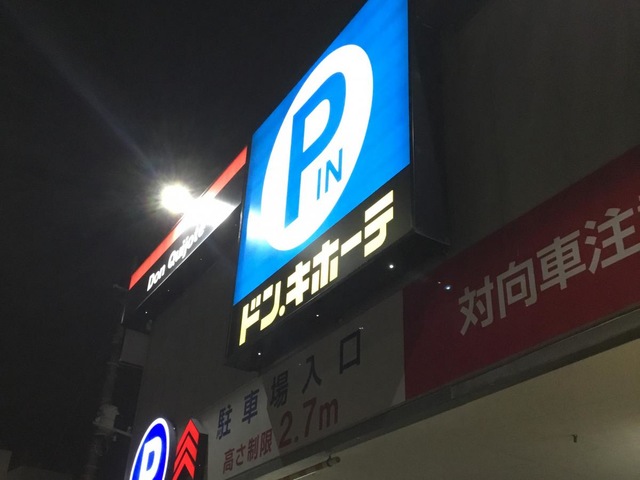 P
IN
ドン.キホーテ
Don Quijote
対向車注
駐車場入口
高さ制限 2.7m
P